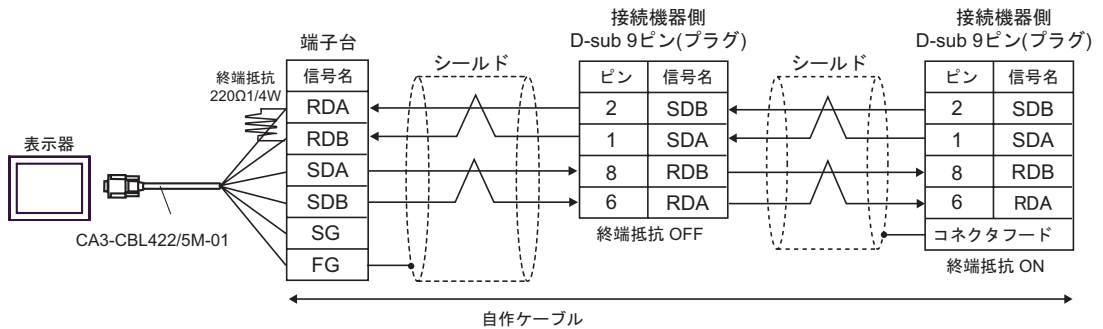 接続機器側
D-sub 9ピン(プラグ)
接続機器側
D-sub 9ピン(プラグ)
端子台
シールド
シールド
終端抵抗
220Ω1/4W
信号名
RDA
RDB
SDA
SDB
SG
FG
ピン 信号名
2 SDB
1 SDA
8 RDB
6 RDA
終端抵抗 OFF
ピン 信号名
2 SDB
1 SDA
8 RDB
6 RDA
コネクタフード
終端抵抗 ON
表示器
CA3-CBL422/5M-01
自作ケーブル